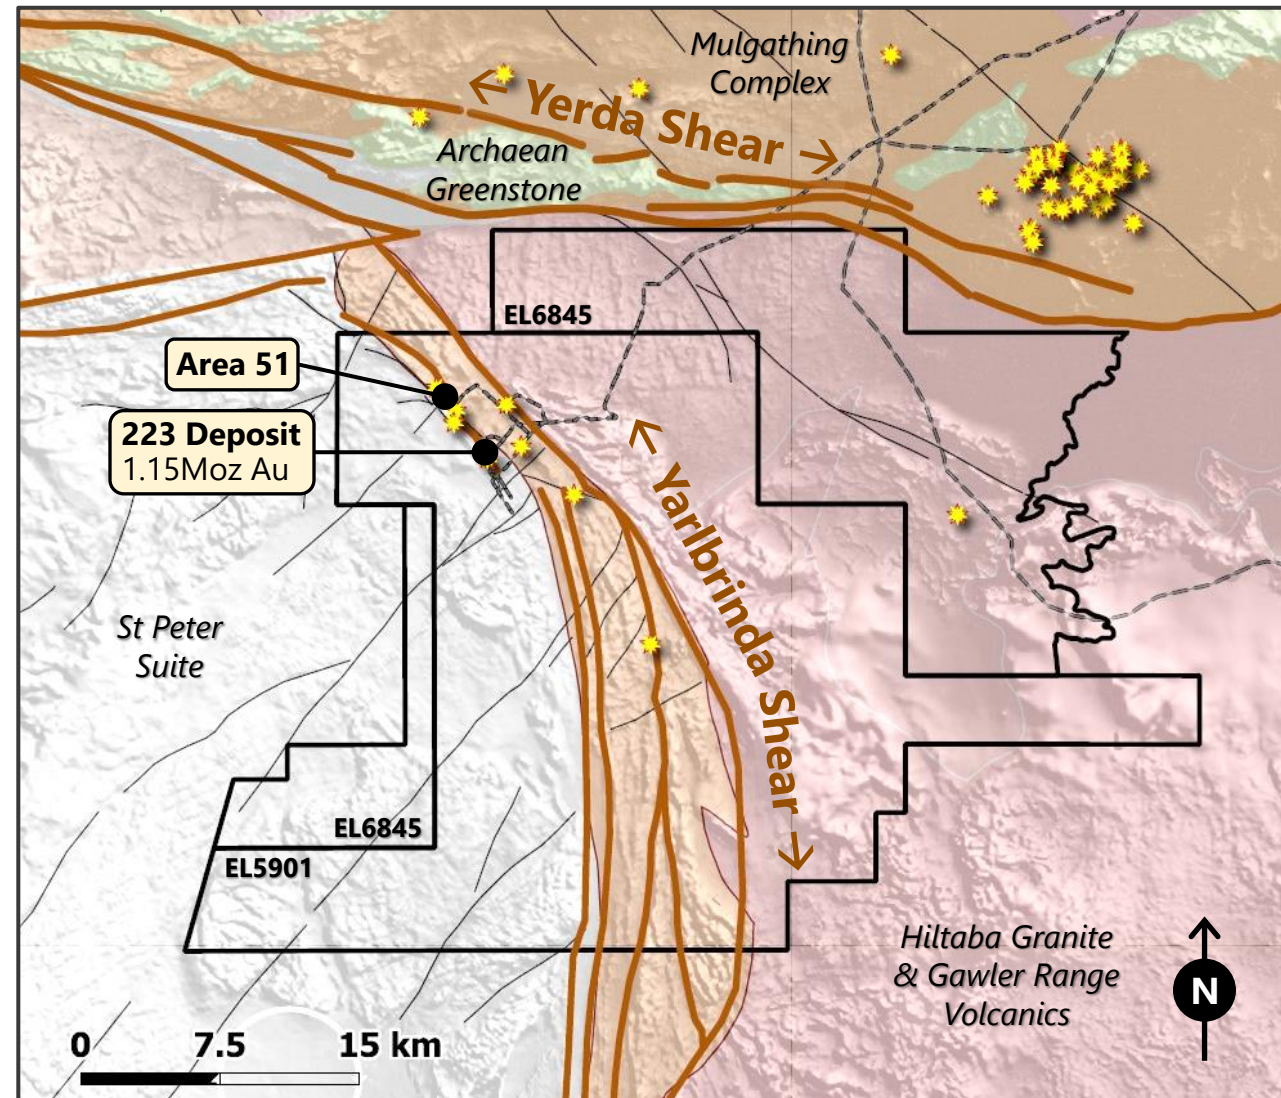 Mulgathing
Complex
← Yerda Shear →
Archaean
Greenstone
EL6845
Area 51
223 Deposit
1.15Moz Au
← Yarlbrinda Shear →
St Peter
Suite
EL6845
EL5901
Hiltaba Granite
& Gawler Range
Volcanics
N
0 7.5 15 km